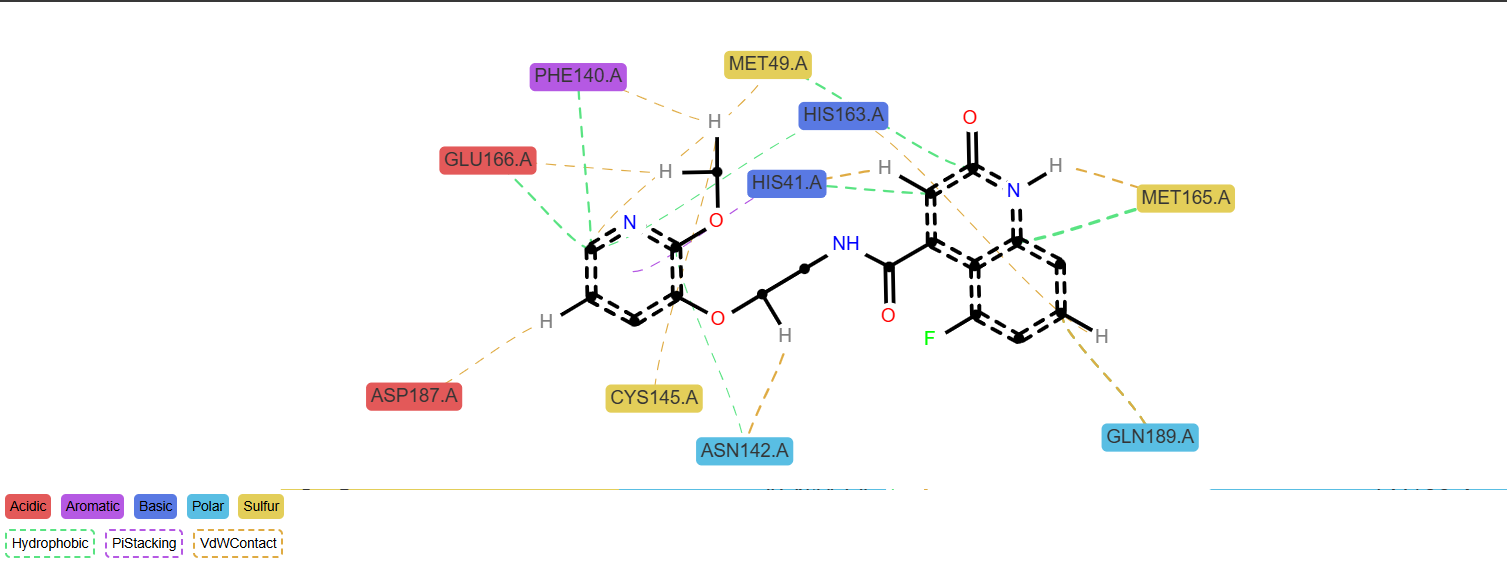 MET49.A
PHE140.A
HIS163.A
O
H
GLU166.A
H
H
H
HIS41.A
N
MET165.A
N
O
NH
O
H
O
H
F
H
ASP187.A
CYS145.A
GLN189.A
ASN142.A
Acidic Aromatic Basic Polar Sulfur
Hydrophobic PiStacking VdWContact